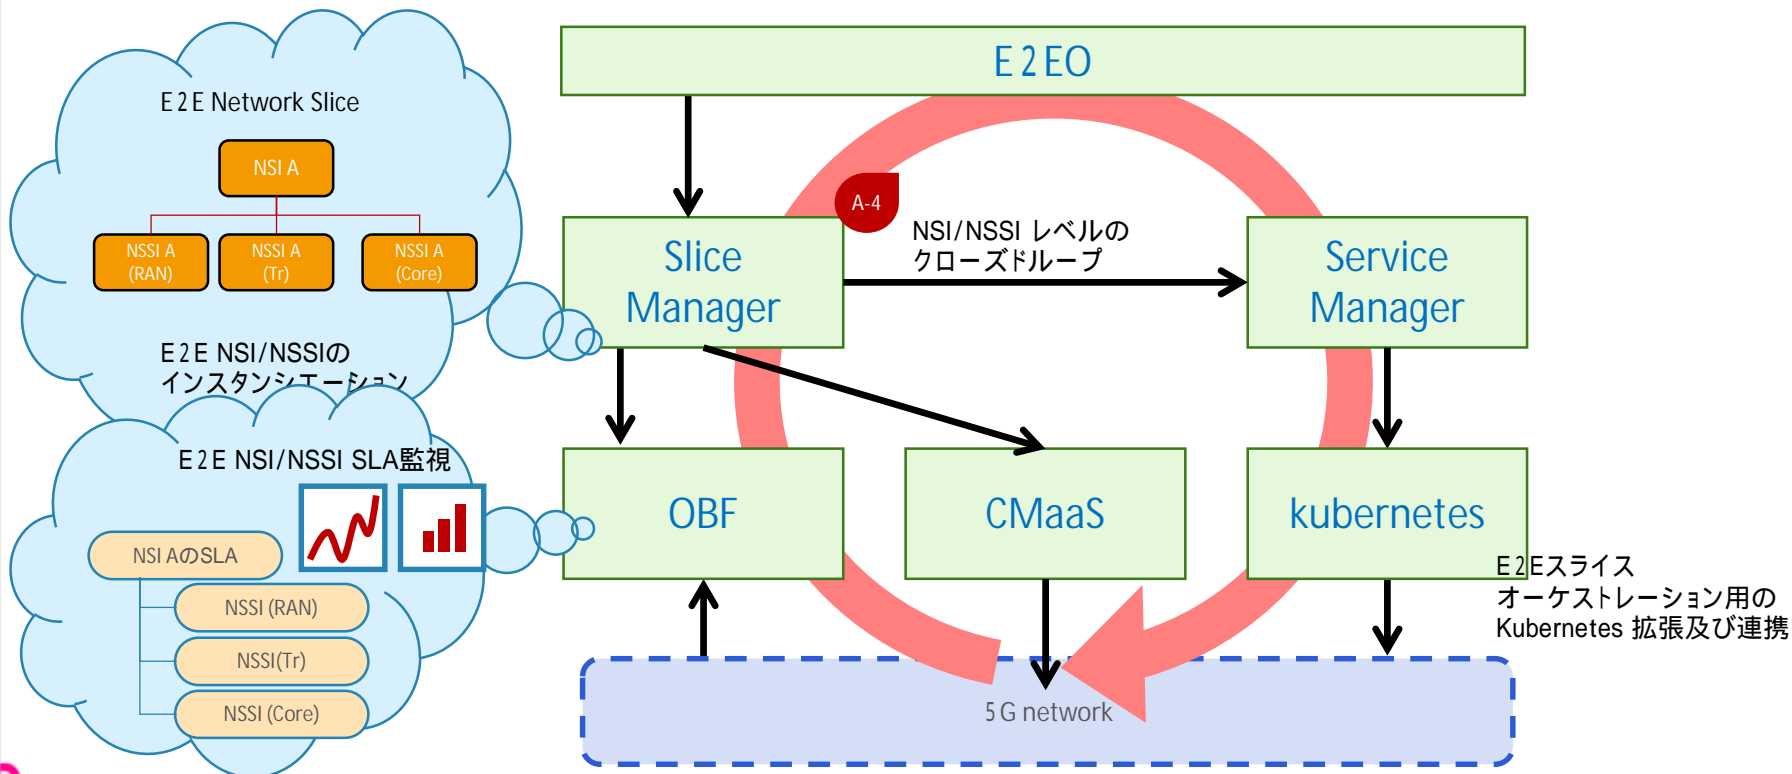 E2E Network Slice
NSI A
NSSI A
(RAN)
NSSI A
(Tr)
NSSI A
(Core)
E2E NSI/NSSIの
インスタンシエーション
E2E NSI/NSSI SLA監視
NSI AのSLA
NSSI (RAN)
NSSI(Tr)
NSSI (Core)
E2EO
A-4
Slice
Manager
NSI/NSSI レベルの
クローズドループ
Service
Manager
OBF
CMaaS
kubernetes
E2Eスライス
オーケストレーション用の
Kubernetes 拡張及び連携
5G network